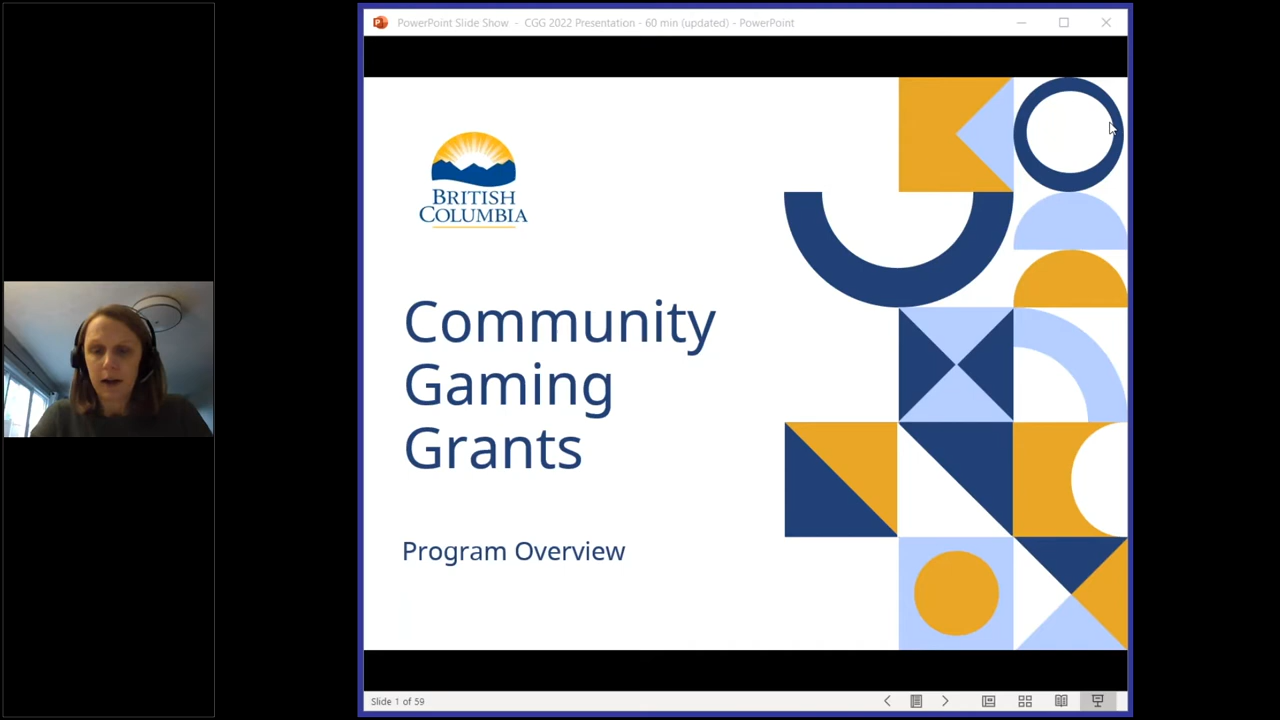 PowerPoint Slide Show - CGG 2022 Presentation - 60 min (updated) - PowerPoint
BRITISH
COLUMBIA
Community
Gaming
Grants
Program Overview
Slide 1 of 59